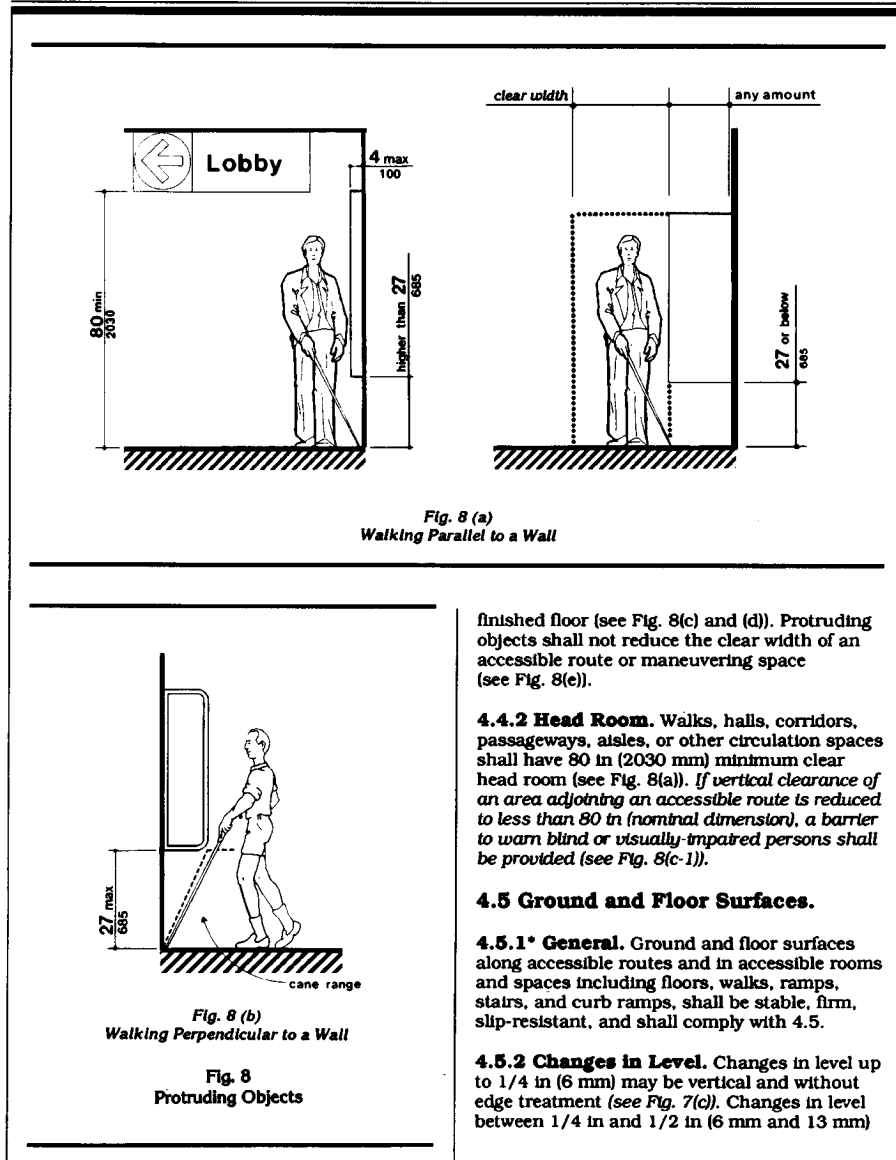 clear width
any amount
Lobby
4 max
100
80 min
2030
higher than 27
685
27 or below
685
Fig. 8 (a)
Walking Parallel to a Wall
27 max
685
cane range
Fig. 8 (b)
Walking Perpendicular to a Wall
Fig. 8
Protruding Objects
finished floor (see Fig. 8(c) and (d)). Protruding
objects shall not reduce the clear width of an
accessible route or maneuvering space
(see Fig. 8(e)).
4.4.2 Head Room. Walks, halls, corridors,
passageways, aisles, or other circulation spaces
shall have 80 in (2030 mm) minimum clear
head room (see Fig. 8(a)). If vertical clearance of
an area adjoining an accessible route is reduced
to less than 80 in (nominal dimension), a barrier
to warn blind or visually-impaired persons shall
be provided (see Fig. 8(c-1)).
4.5 Ground and Floor Surfaces.
4.5.1* General. Ground and floor surfaces
along accessible routes and in accessible rooms
and spaces including floors, walks, ramps,
stairs, and curb ramps, shall be stable, firm,
slip-resistant, and shall comply with 4.5.
4.5.2 Changes in Level. Changes in level up
to 1/4 in (6 mm) may be vertical and without
edge treatment (see Fig. 7(c)). Changes in level
between 1/4 in and 1/2 in (6 mm and 13 mm)